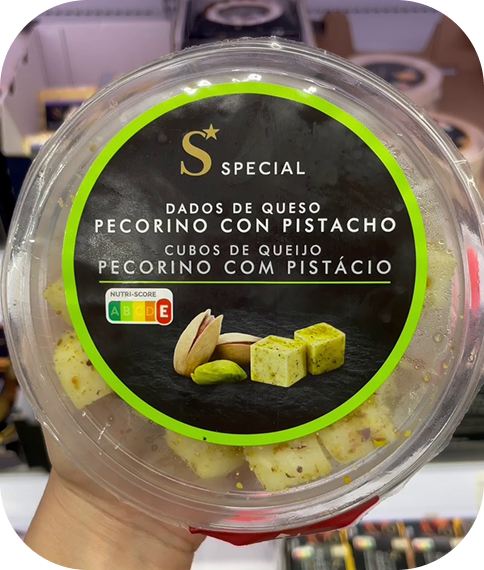 S SPECIAL
DADOS DE QUESO
PECORINO CON PISTACHO
CUBOS DE QUEIJO
PECORINO COM PISTÁCIO
NUTRI-SCORE
A B C D E